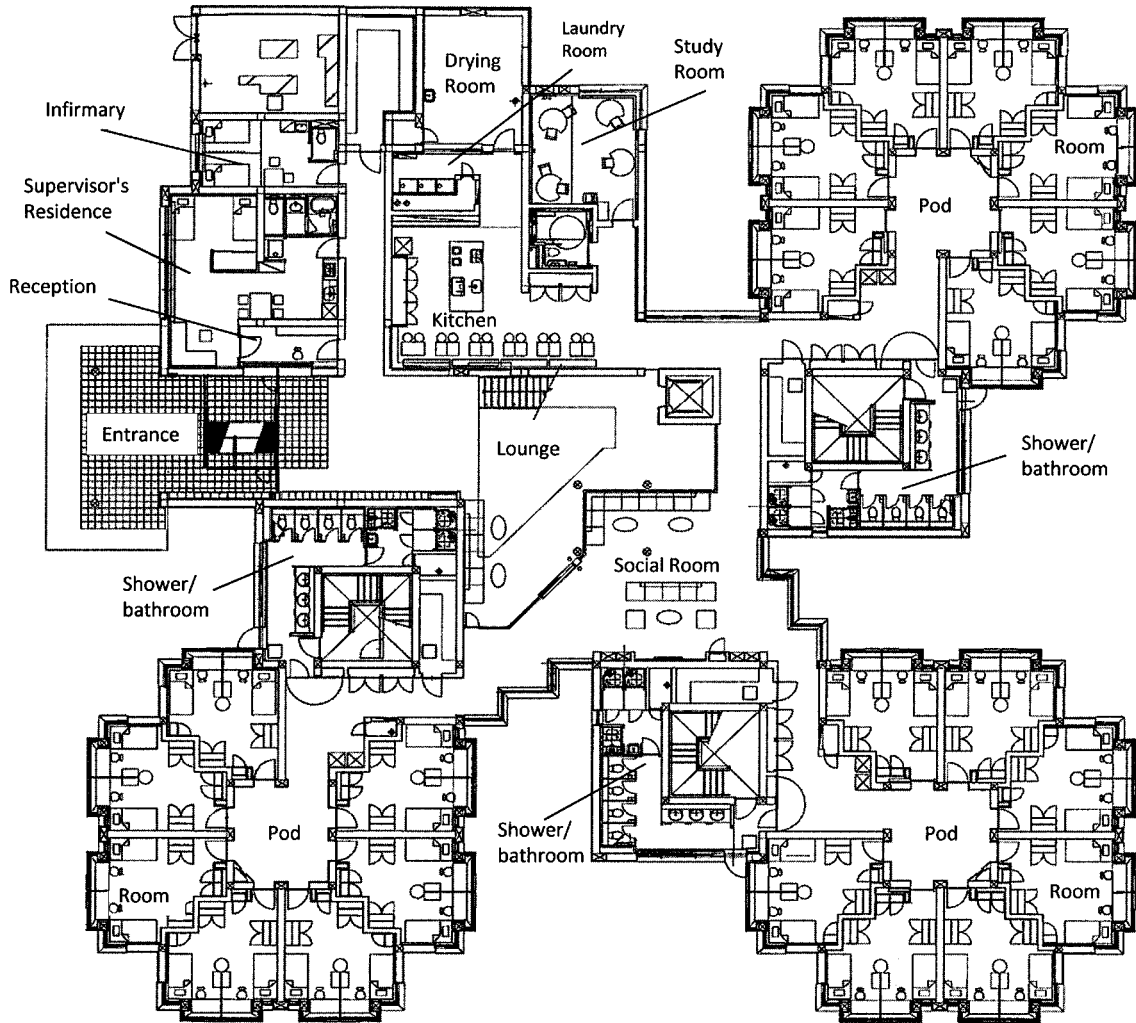 Laundry
Room
Study
Room
Drying
Room
Infirmary
Room
Supervisor's
Residence
Pod
Reception
Kitchen
Entrance
Lounge
Shower/
bathroom
Social Room
Shower/
bathroom
Shower/
bathroom
Pod
Pod
Room
Room